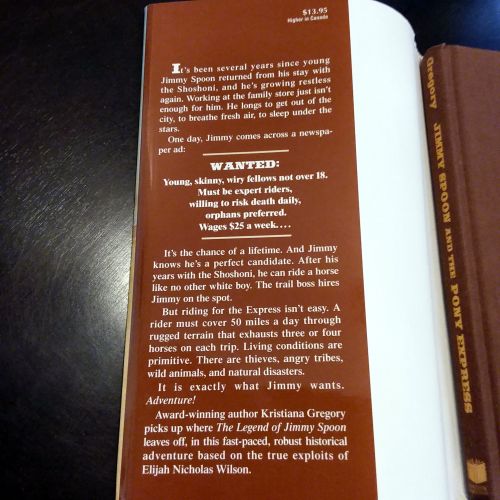 $13.95
Higher in Canada
It's been several years since young
Jimmy Spoon returned from his stay with
the Shoshoni, and he's growing restless
again. Working at the family store just isn't
enough for him. He longs to get out of the
city, to breathe fresh air, to sleep under the
stars.
One day, Jimmy comes across a newspa-
per ad:
WANTED:
Young, skinny, wiry fellows not over 18.
Must be expert riders,
willing to risk death daily,
orphans preferred.
Wages $25 a week....
It's the chance of a lifetime. And Jimmy
knows he's a perfect candidate. After his
years with the Shoshoni, he can ride a horse
like no other white boy. The trail boss hires
Jimmy on the spot.
But riding for the Express isn't easy. A
rider must cover 50 miles a day through
rugged terrain that exhausts three or four
horses on each trip. Living conditions are
primitive. There are thieves, angry tribes,
wild animals, and natural disasters.
It is exactly what Jimmy wants.
Adventure!
Award-winning author Kristiana Gregory
picks up where The Legend of Jimmy Spoon
leaves off, in this fast-paced, robust historical
adventure based on the true exploits of
Elijah Nicholas Wilson.
Gregory JIMMY SPOON AND THE PONY EXPRESS